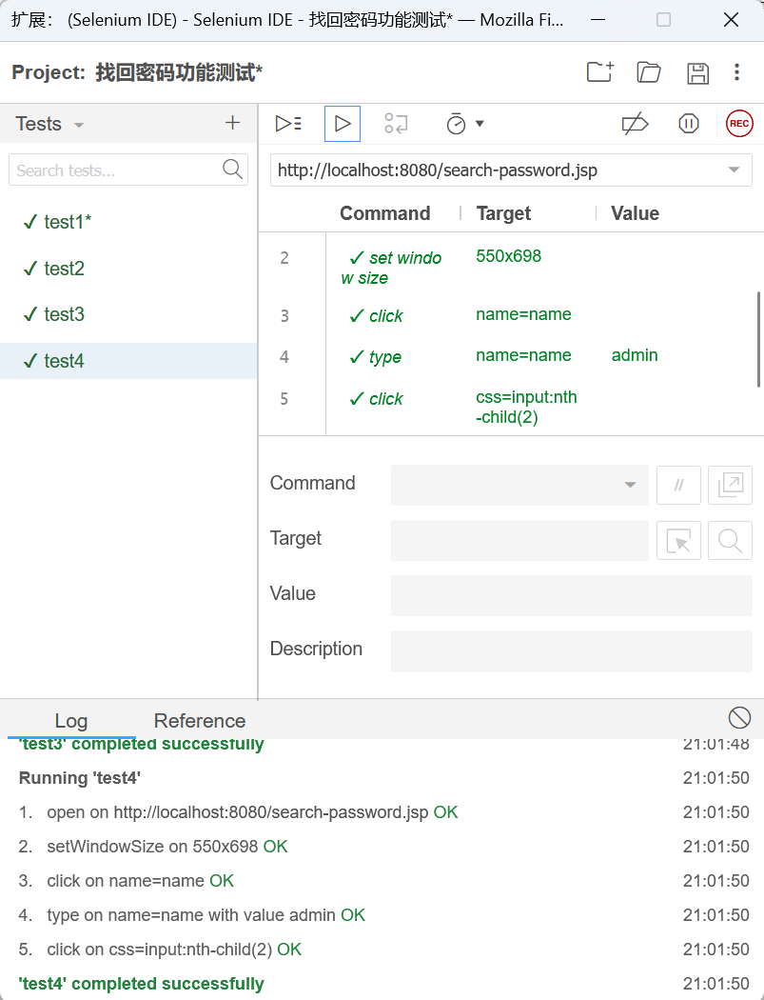 扩展： (Selenium IDE) - Selenium IDE - 找回密码功能测试* — Mozilla Fi...
Project: 找回密码功能测试*
Tests
REC
Search tests...
http://localhost:8080/search-password.jsp
Command Target Value
test1*
test2
test3
test4
2 ✓ set windo
w size 550x698
3 ✓ click name=name
4 ✓ type name=name admin
5 ✓ click css=input:nth
-child(2)
Command
//
Target
Value
Description
Log Reference
'test3' completed successfully 21:01:48
Running 'test4' 21:01:50
1. open on http://localhost:8080/search-password.jsp OK 21:01:50
2. setWindowSize on 550x698 OK 21:01:50
3. click on name=name OK 21:01:50
4. type on name=name with value admin OK 21:01:50
5. click on css=input:nth-child(2) OK 21:01:50
'test4' completed successfully 21:01:50